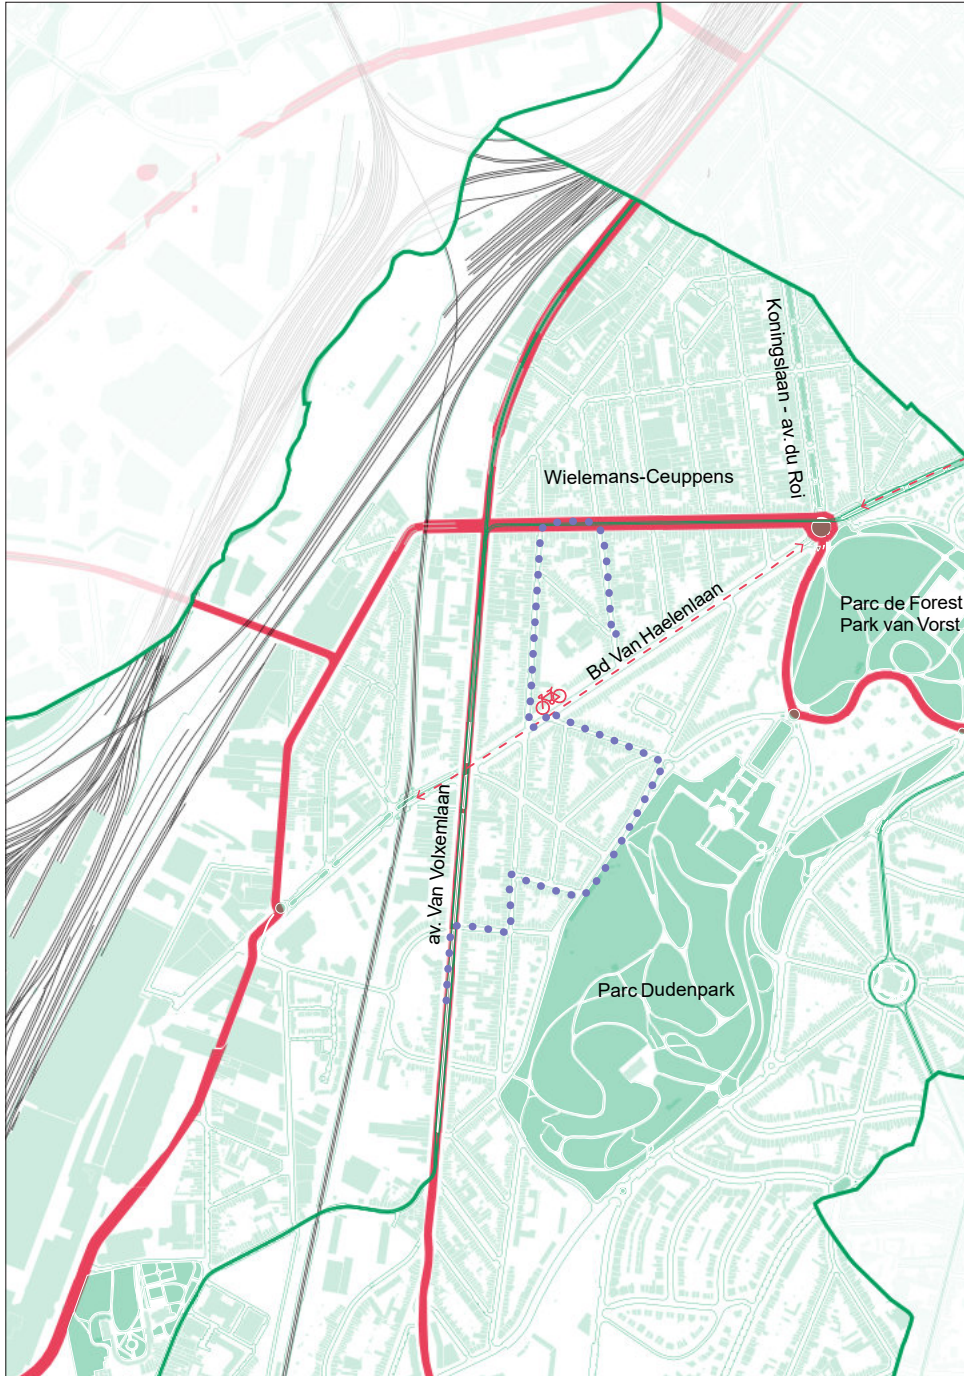 Koningslaan - av. du Roi
Wielemans-Ceuppens
Parc de Forest
Park van Vorst
Bd Van Haelenlaan
av. Van Volxemlaan
Parc Dudenpark